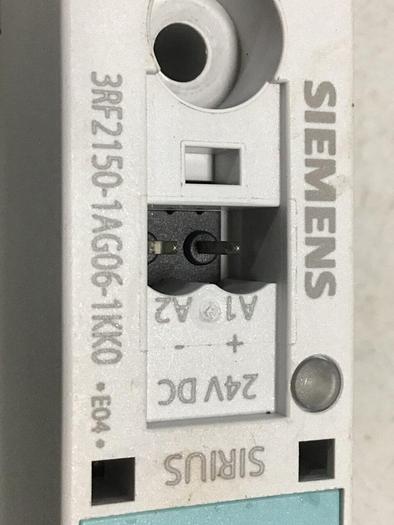 SIEMENS
3RF2150-1AG06-1KK0 •E04•
A1 A2
+ -
24V DC
SIRIUS